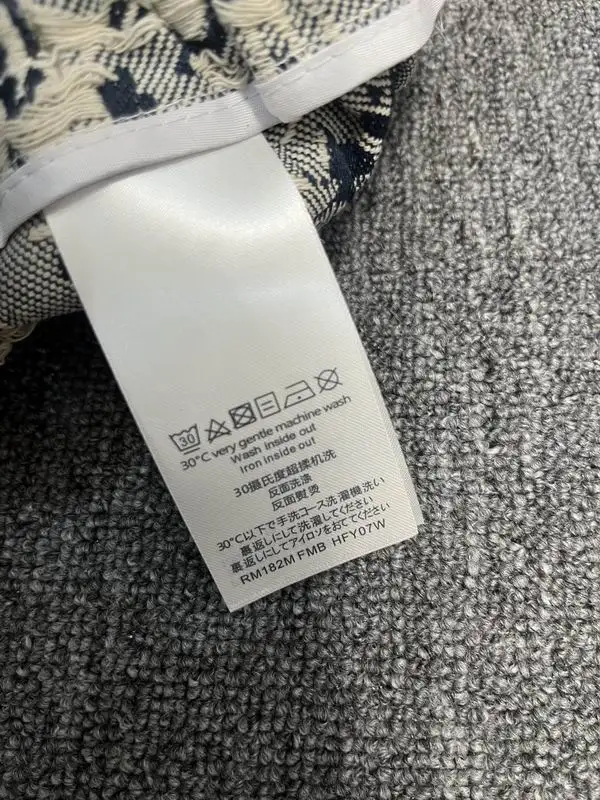 30
30°C very gentle machine wash
Wash inside out
Iron inside out
30摄氏度超揉机洗
反面洗涤
反面熨烫
30°C以下で手洗コース洗濯機洗い
裏返しにして洗濯してください
裏返しにしてアイロンをおてください
RM182M FMB HFY07W